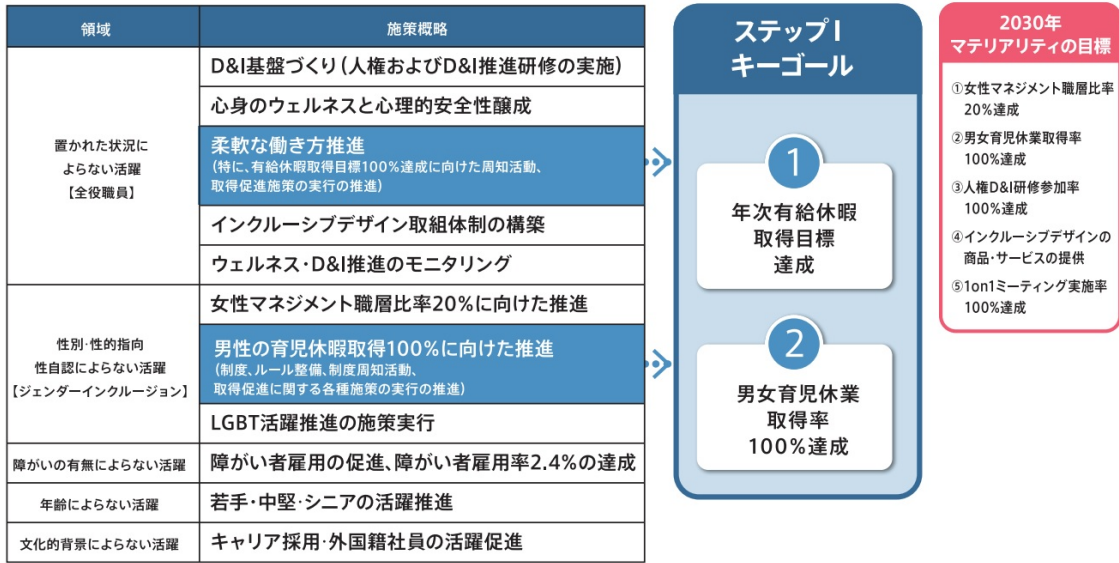 領域
施策概略
置かれた状況に
よらない活躍
【全役職員】
D&I基盤づくり(人権およびD&I推進研修の実施)
心身のウェルネスと心理的安全性醸成
柔軟な働き方推進
(特に、有給休暇取得目標100%達成に向けた周知活動、
取得促進施策の実行の推進)
インクルーシブデザイン取組体制の構築
ウェルネス・D&I推進のモニタリング
性別・性的指向
性自認によらない活躍
【ジェンダーインクルージョン】
女性マネジメント職層比率20%に向けた推進
男性の育児休暇取得100%に向けた推進
(制度、ルール整備、制度周知活動、
取得促進に関する各種施策の実行の推進)
LGBT活躍推進の施策実行
障がいの有無によらない活躍
障がい者雇用の促進、障がい者雇用率2.4%の達成
年齢によらない活躍
若手・中堅・シニアの活躍推進
文化的背景によらない活躍
キャリア採用・外国籍社員の活躍促進
ステップⅠ
キーゴール
1
年次有給休暇
取得目標
達成
2
男女育児休業
取得率
100%達成
2030年
マテリアリティの目標
①女性マネジメント職層比率
20%達成
②男女育児休業取得率
100%達成
③人権D&I研修参加率
100%達成
④インクルーシブデザインの
商品・サービスの提供
⑤1on1ミーティング実施率
100%達成